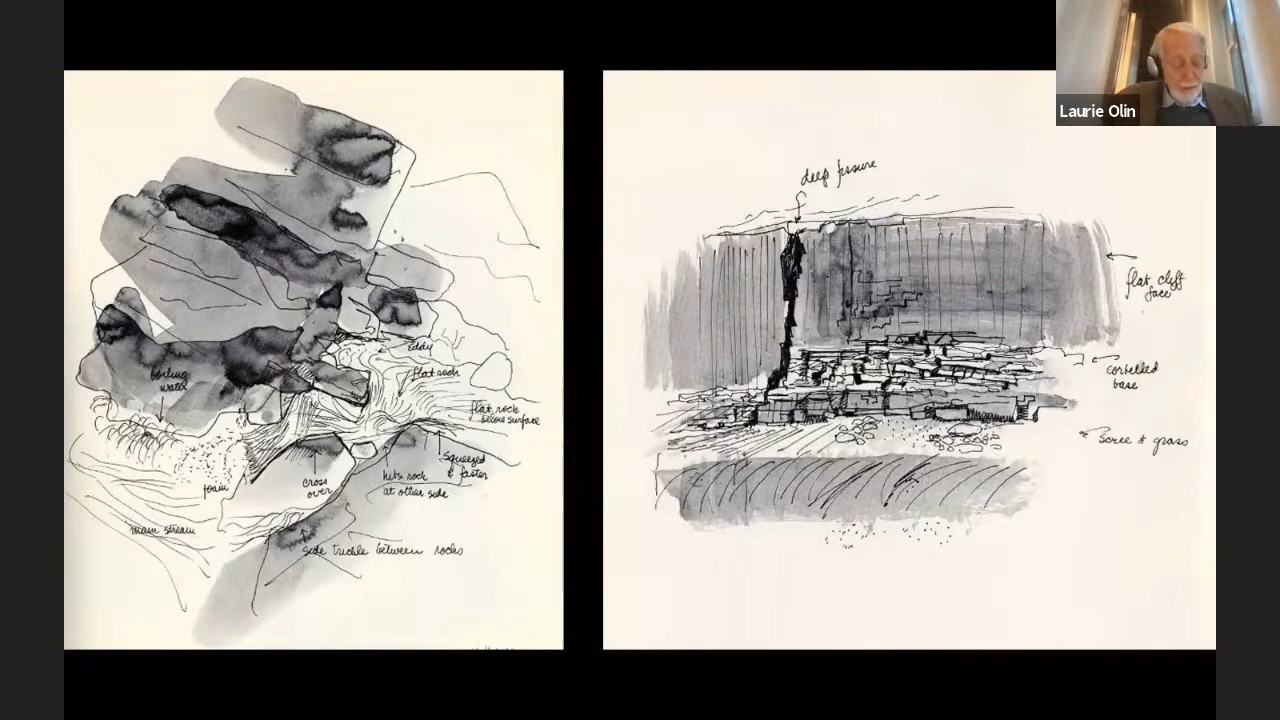 Laurie Olin
eddy
flat rock
boiling
water
flat rock
below surface
squeezed
& faster
hits rock
at other side
cross
over
foam
main stream
side trickle between rocks
deep fissure
flat cliff
face
corbelled
base
scree & grass